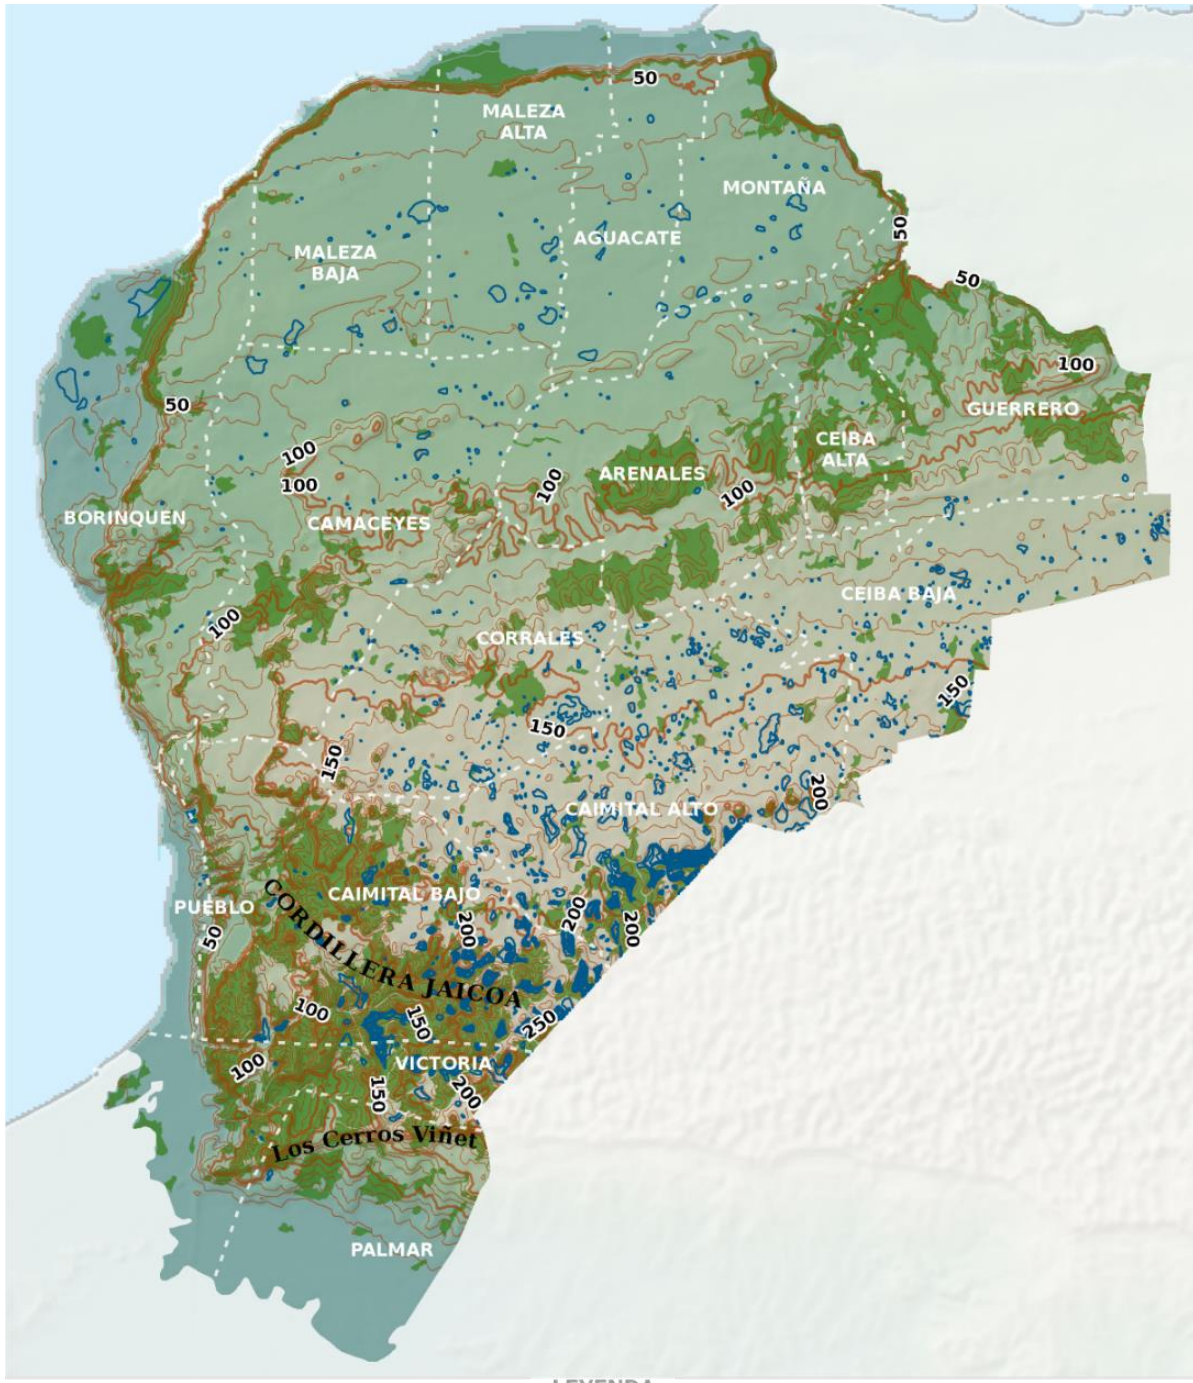 50
MALEZA
ALTA
MONTAÑA
50
AGUACATE
MALEZA
BAJA
50
100
50
GUERRERO
CEIBA
ALTA
100
100
ARENALES
100
100
BORINQUEN
CAMACEYES
CEIBA BAJA
100
CORRALES
150
150
150
200
CAIMITAL ALTO
CAIMITAL BAJO
PUEBLO
200
200
200
50
CORDILLERA JAICOA
100
150
250
VICTORIA
100
150
200
Los Cerros Viñet
PALMAR